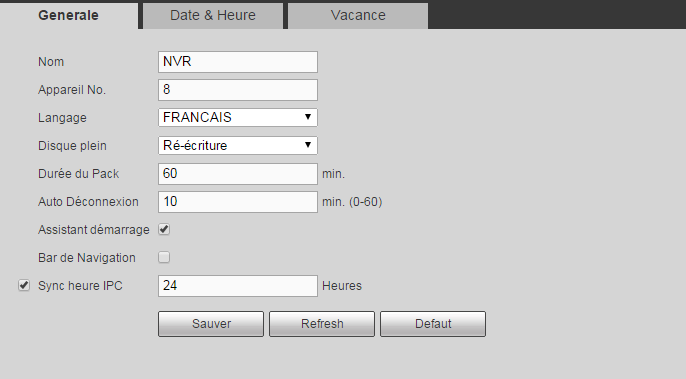 Generale Date & Heure Vacance
Nom NVR
Appareil No. 8
Langage FRANCAIS
Disque plein Ré-écriture
Durée du Pack 60 min.
Auto Déconnexion 10 min. (0-60)
Assistant démarrage
Bar de Navigation
Sync heure IPC 24 Heures
Sauver Refresh Defaut